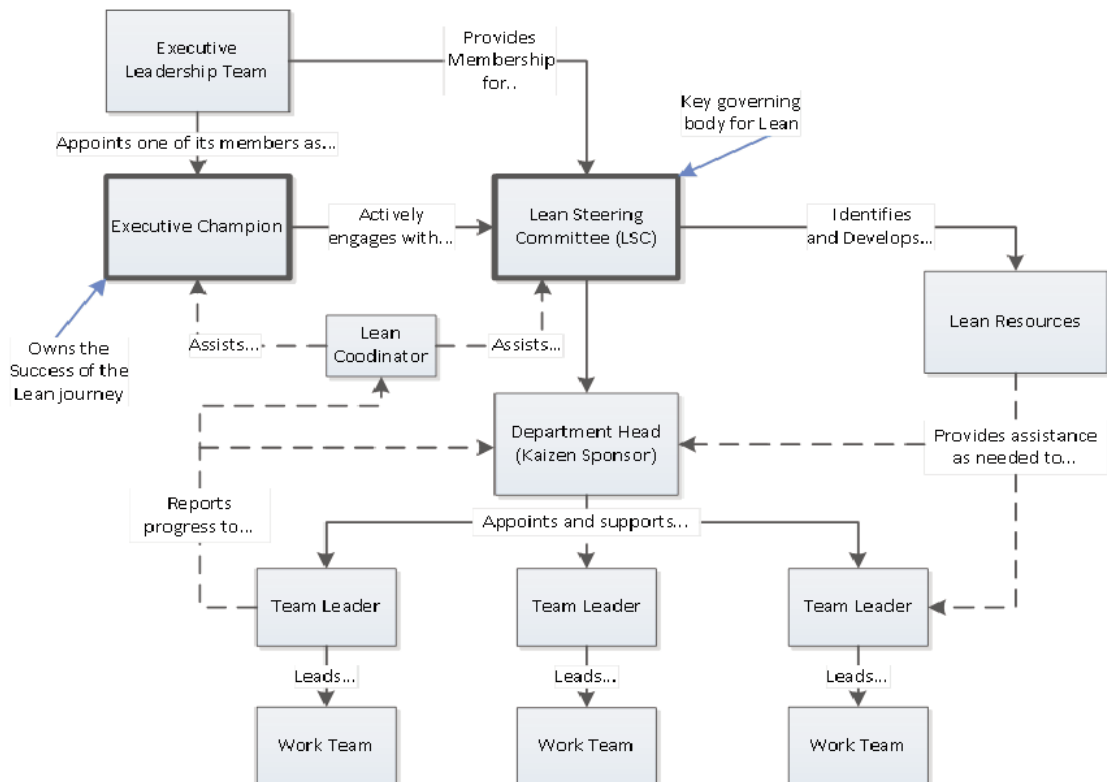 Executive
Leadership Team
Provides
Membership
for..
Key governing
body for Lean
Appoints one of its members as...
Executive Champion
Actively
engages with...
Lean Steering
Committee (LSC)
Identifies
and Develops...
Lean Resources
Owns the
Success of the
Lean journey
Assists...
Lean
Coodinator
Assists...
Department Head
(Kaizen Sponsor)
Provides assistance
as needed to...
Reports
progress to...
Appoints and supports...
Team Leader
Team Leader
Team Leader
Leads...
Leads...
Leads...
Work Team
Work Team
Work Team